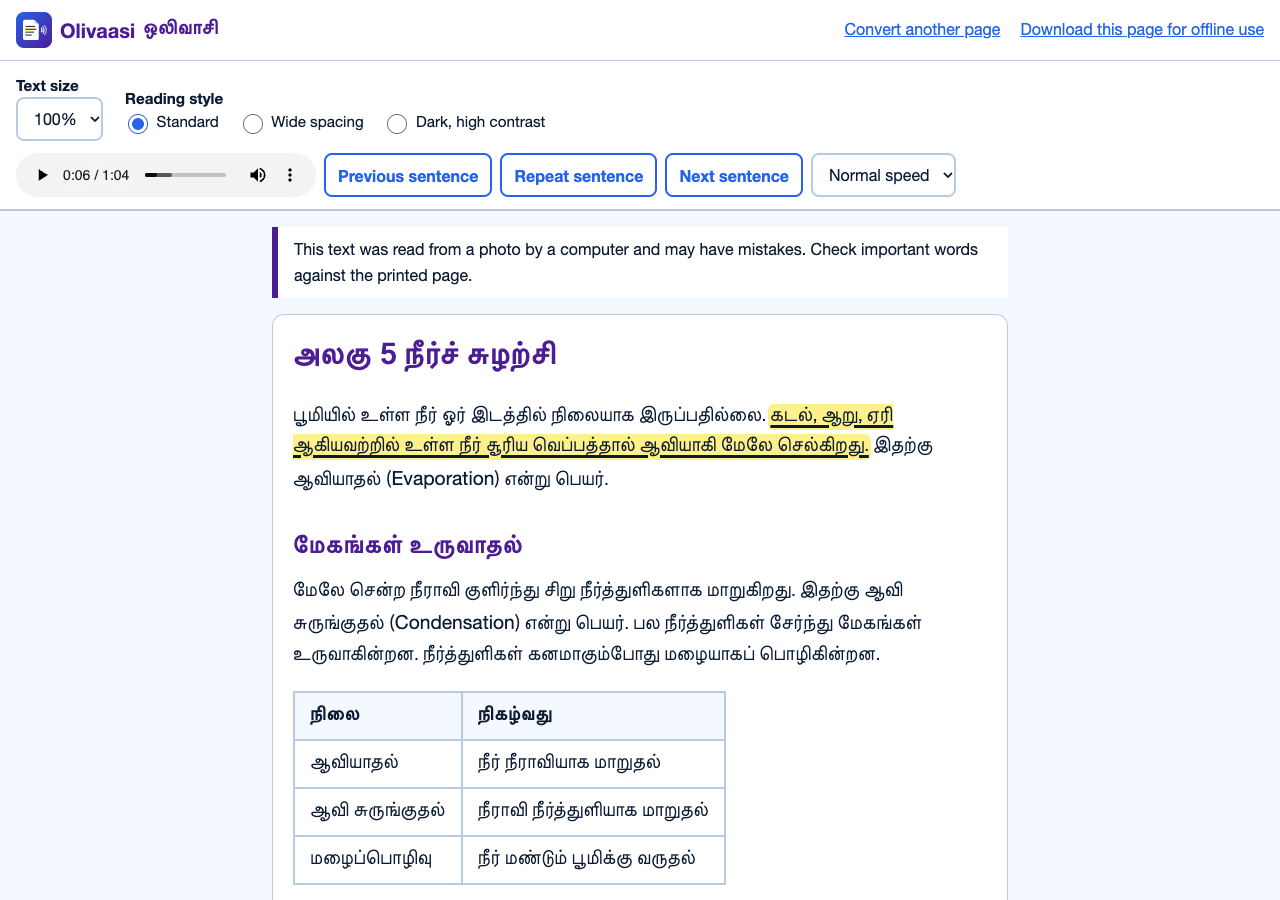 Olivaasi ஒலிவாசி
Convert another page
Download this page for offline use
Text size
100%
Reading style
Standard
Wide spacing
Dark, high contrast
0:06 / 1:04
Previous sentence
Repeat sentence
Next sentence
Normal speed
This text was read from a photo by a computer and may have mistakes. Check important words
against the printed page.
அலகு 5 நீர்ச் சுழற்சி
பூமியில் உள்ள நீர் ஓர் இடத்தில் நிலையாக இருப்பதில்லை. கடல், ஆறு, ஏரி
ஆகியவற்றில் உள்ள நீர் சூரிய வெப்பத்தால் ஆவியாகி மேலே செல்கிறது. இதற்கு
ஆவியாதல் (Evaporation) என்று பெயர்.
மேகங்கள் உருவாதல்
மேலே சென்ற நீராவி குளிர்ந்து சிறு நீர்த்துளிகளாக மாறுகிறது. இதற்கு ஆவி
சுருங்குதல் (Condensation) என்று பெயர். பல நீர்த்துளிகள் சேர்ந்து மேகங்கள்
உருவாகின்றன. நீர்த்துளிகள் கனமாகும்போது மழையாகப் பொழிகின்றன.
நிலை நிகழ்வது
ஆவியாதல் நீர் நீராவியாக மாறுதல்
ஆவி சுருங்குதல் நீராவி நீர்த்துளியாக மாறுதல்
மழைப்பொழிவு நீர் மண்டும் பூமிக்கு வருதல்